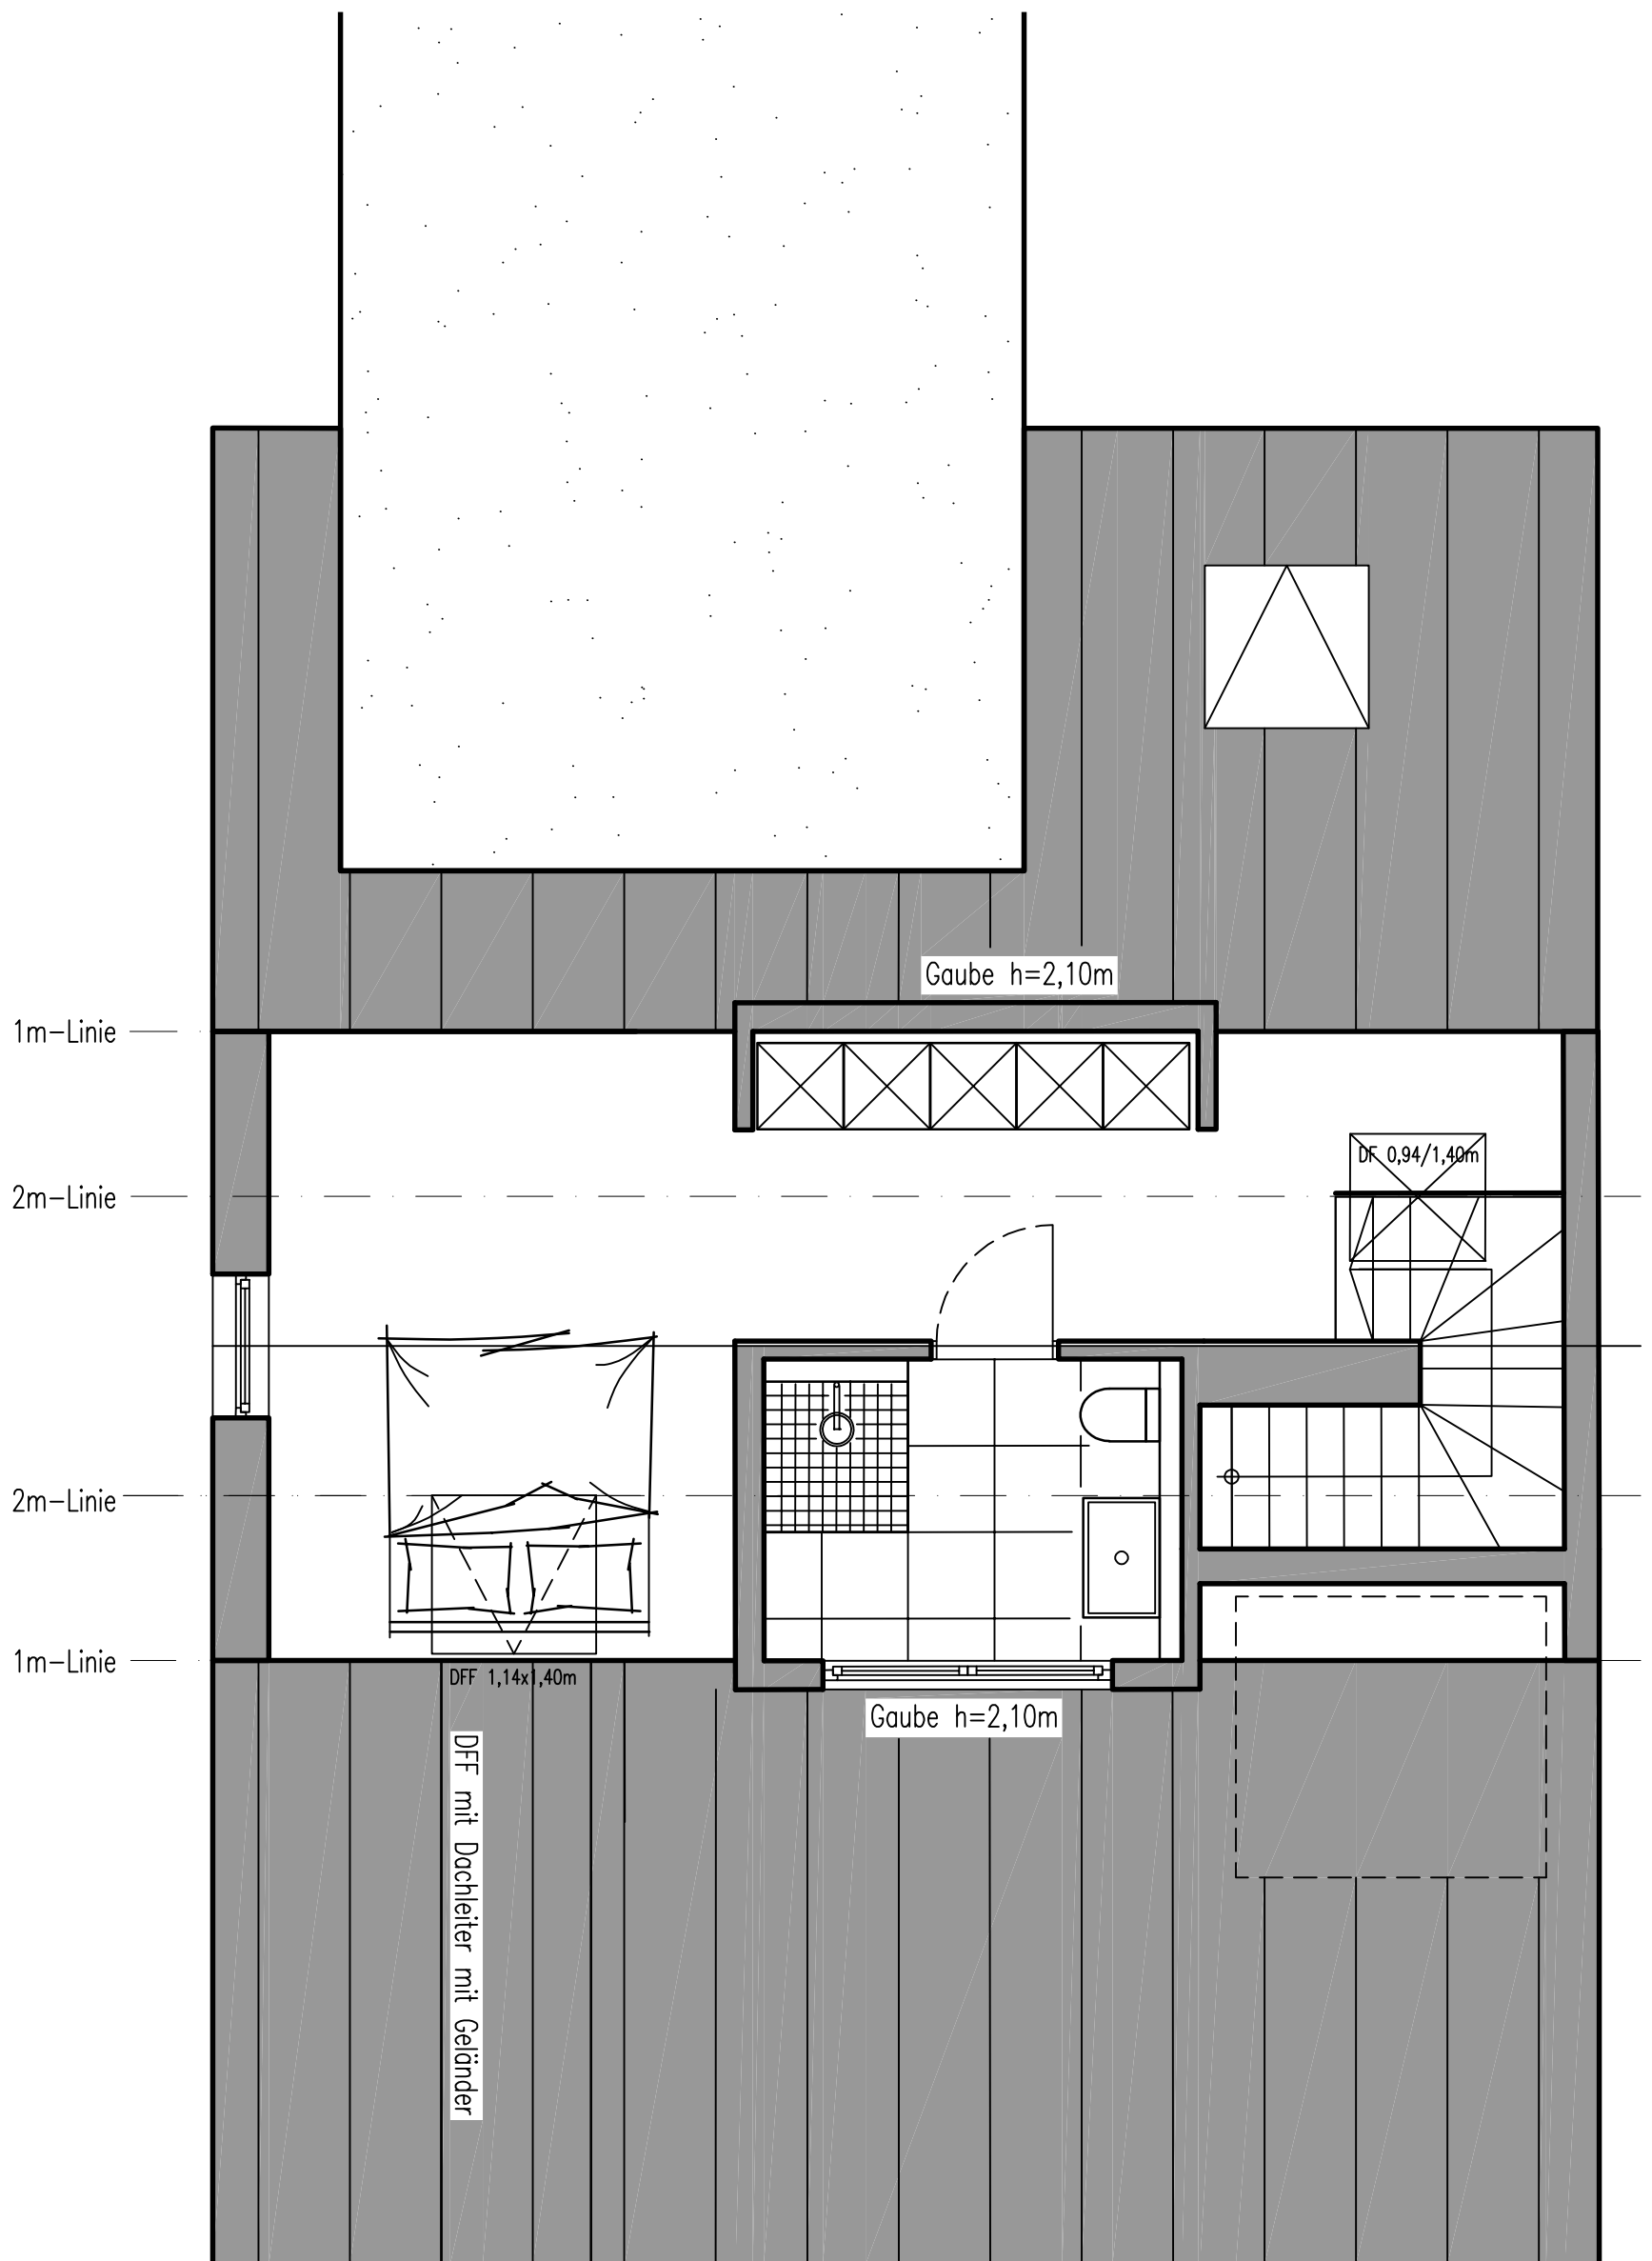 Gaube h=2,10m
1m-Linie
DF 0,94/1,40m
2m-Linie
2m-Linie
1m-Linie
DFF 1,14x1,40m
Gaube h=2,10m
DFF mit Dachleiter mit Geländer